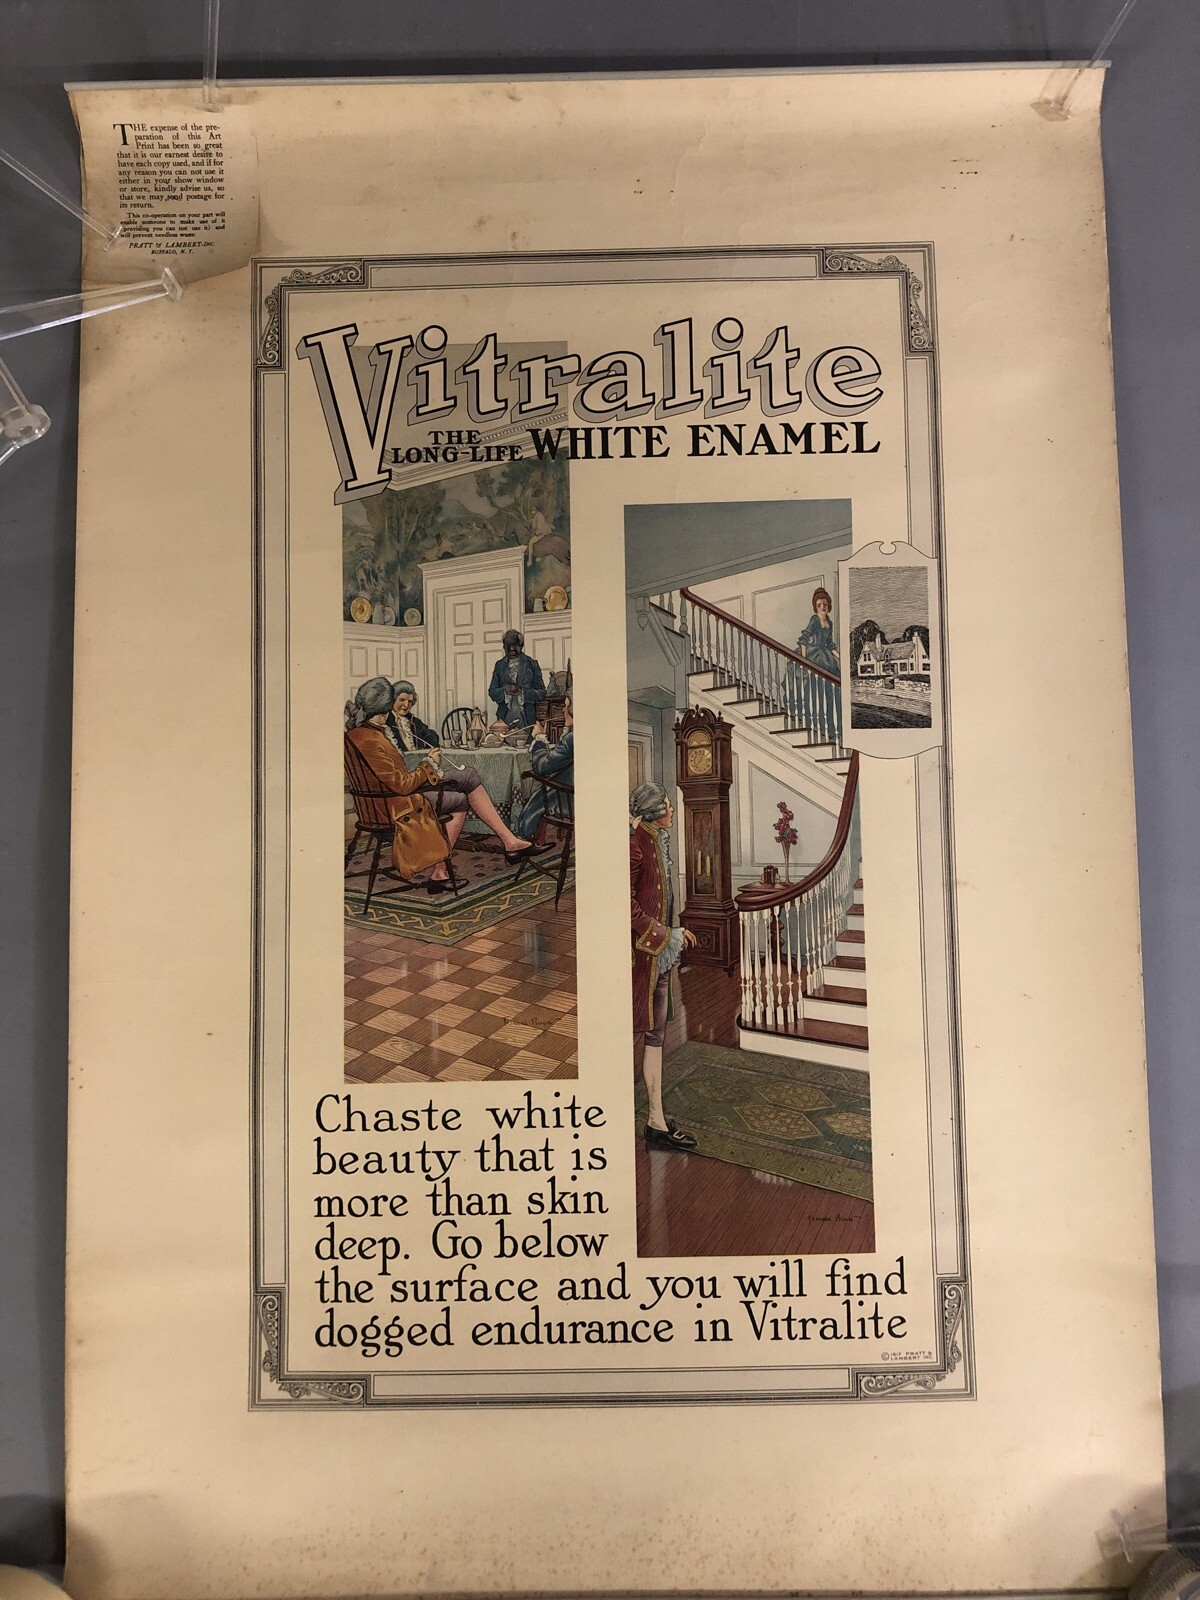 THE expense of the pre-
paration of this Art
Print has been so great
that it is our earnest desire to
have each copy used, and if for
any reason you can not use it
either in your show window
or store, kindly advise us, so
that we may send postage for
its return.
This co-operation on your part will
enable someone to make use of it
(providing you can not use it) and
will prevent needless waste.
PRATT & LAMBERT-INC.
BUFFALO, N. Y.
Vitralite
THE LONG-LIFE WHITE ENAMEL
Chaste white
beauty that is
more than skin
deep. Go below
the surface and you will find
dogged endurance in Vitralite
© 1917 PRATT &
LAMBERT INC.